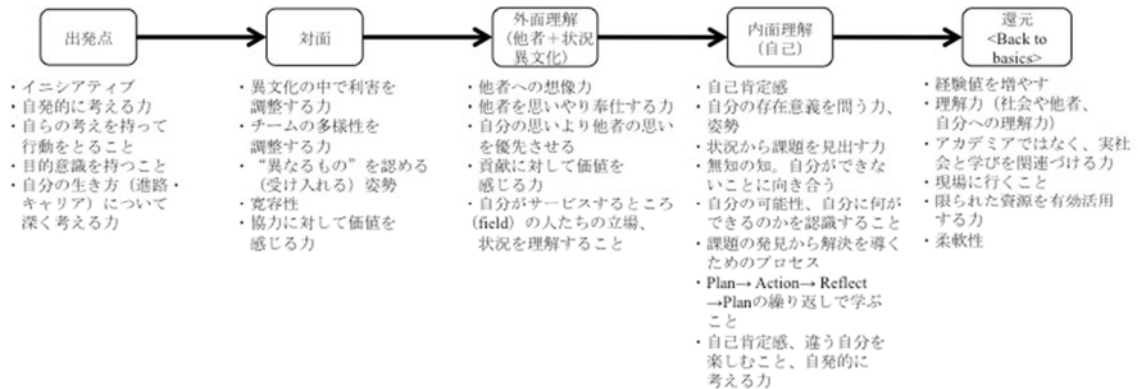 出発点
・イニシアティブ
・自発的に考える力
・自らの考えを持って
行動をとること
・目的意識を持つこと
・自分の生き方（進路・
キャリア）について
深く考える力
対面
・異文化の中で利害を
調整する力
・チームの多様性を
調整する力
・“異なるもの”を認める
（受け入れる）姿勢
・寛容性
・協力に対して価値を
感じる力
外面理解
（他者＋状況
異文化）
・他者への想像力
・他者を思いやり奉仕する力
・自分の思いより他者の思い
を優先させる
・貢献に対して価値を
感じる力
・自分がサービスするところ
(field）の人たちの立場、
状況を理解すること
内面理解
（自己）
・自己肯定感
・自分の存在意義を問う力、
姿勢
・状況から課題を見出す力
・無知の知。自分ができな
いことに向き合う
・自分の可能性、自分に何が
できるのかを認識すること
・課題の発見から解決を導く
ためのプロセス
・Plan→ Action→ Reflect
→Planの繰り返しで学ぶ
こと
・自己肯定感、違う自分を
楽しむこと、自発的に
考える力
還元
<Back to
basics>
・経験値を増やす
・理解力（社会や他者、
自分への理解力）
・アカデミアではなく、実社
会と学びを関連づける力
・現場に行くこと
・限られた資源を有効活用
する力
・柔軟性